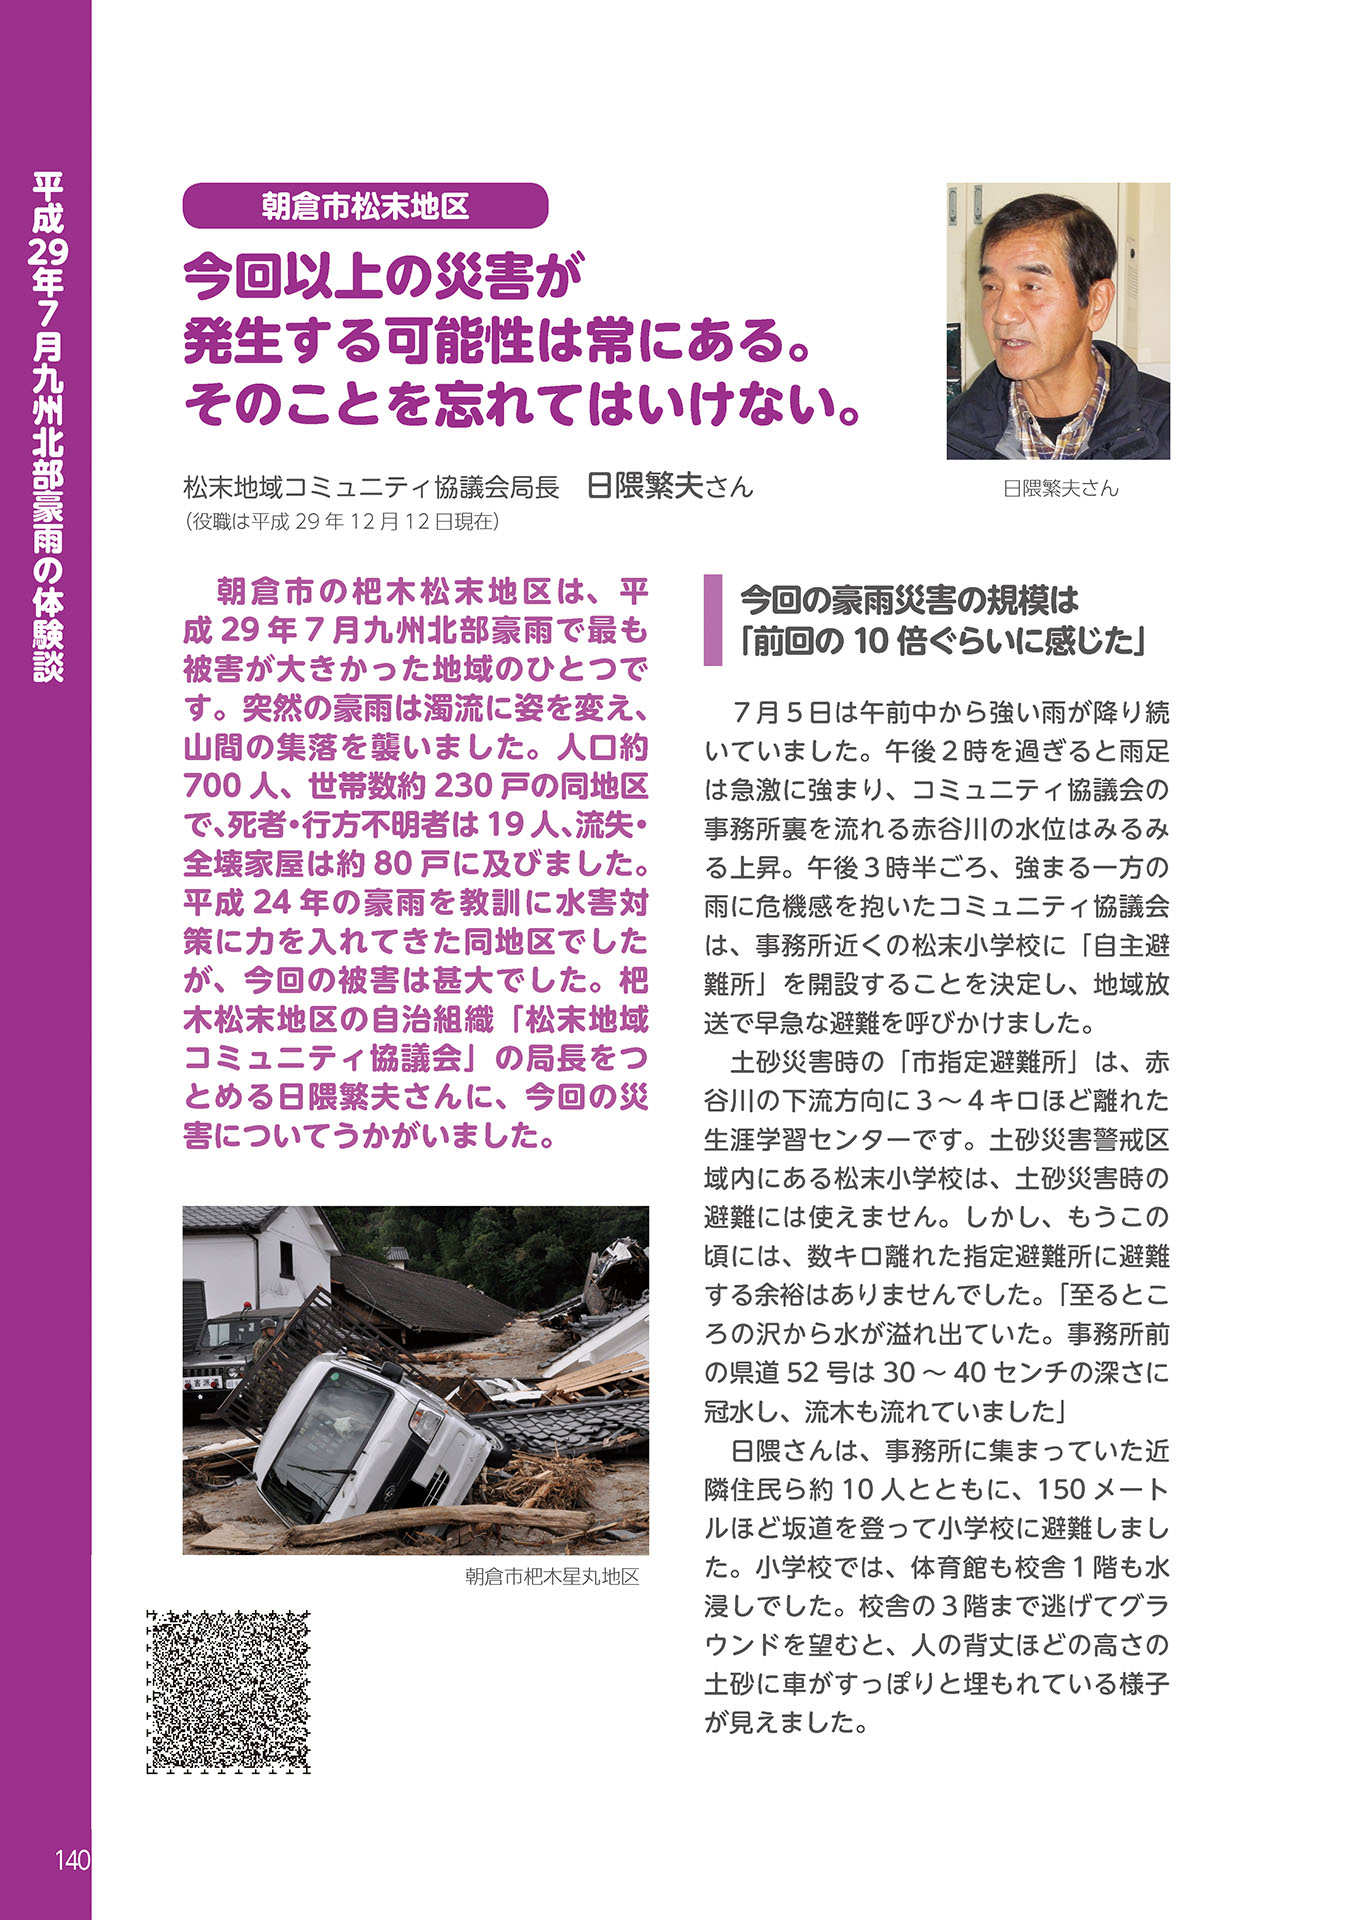 平成29年7月九州北部豪雨の体験談
朝倉市松末地区
今回以上の災害が
発生する可能性は常にある。
そのことを忘れてはいけない。
松末地域コミュニティ協議会局長　日隈繁夫さん
（役職は平成 29 年 12 月 12 日現在）
日隈繁夫さん
　朝倉市の杷木松末地区は、平
成 29 年 7 月九州北部豪雨で最も
被害が大きかった地域のひとつで
す。突然の豪雨は濁流に姿を変え、
山間の集落を襲いました。人口約
700 人、世帯数約 230 戸の同地区
で、死者・行方不明者は 19 人、流失・
全壊家屋は約 80 戸に及びました。
平成 24 年の豪雨を教訓に水害対
策に力を入れてきた同地区でした
が、今回の被害は甚大でした。杷
木松末地区の自治組織「松末地域
コミュニティ協議会」の局長をつ
とめる日隈繁夫さんに、今回の災
害についてうかがいました。
災害派
朝倉市杷木星丸地区
今回の豪雨災害の規模は
「前回の 10 倍ぐらいに感じた」
　７月５日は午前中から強い雨が降り続
いていました。午後２時を過ぎると雨足
は急激に強まり、コミュニティ協議会の
事務所裏を流れる赤谷川の水位はみるみ
る上昇。午後３時半ごろ、強まる一方の
雨に危機感を抱いたコミュニティ協議会
は、事務所近くの松末小学校に「自主避
難所」を開設することを決定し、地域放
送で早急な避難を呼びかけました。
　土砂災害時の「市指定避難所」は、赤
谷川の下流方向に３～４キロほど離れた
生涯学習センターです。土砂災害警戒区
域内にある松末小学校は、土砂災害時の
避難には使えません。しかし、もうこの
頃には、数キロ離れた指定避難所に避難
する余裕はありませんでした。「至るとこ
ろの沢から水が溢れ出ていた。事務所前
の県道 52 号は 30 ～ 40 センチの深さに
冠水し、流木も流れていました」
　日隈さんは、事務所に集まっていた近
隣住民ら約 10 人とともに、150 メート
ルほど坂道を登って小学校に避難しまし
た。小学校では、体育館も校舎１階も水
浸しでした。校舎の３階まで逃げてグラ
ウンドを望むと、人の背丈ほどの高さの
土砂に車がすっぽりと埋もれている様子
が見えました。
140